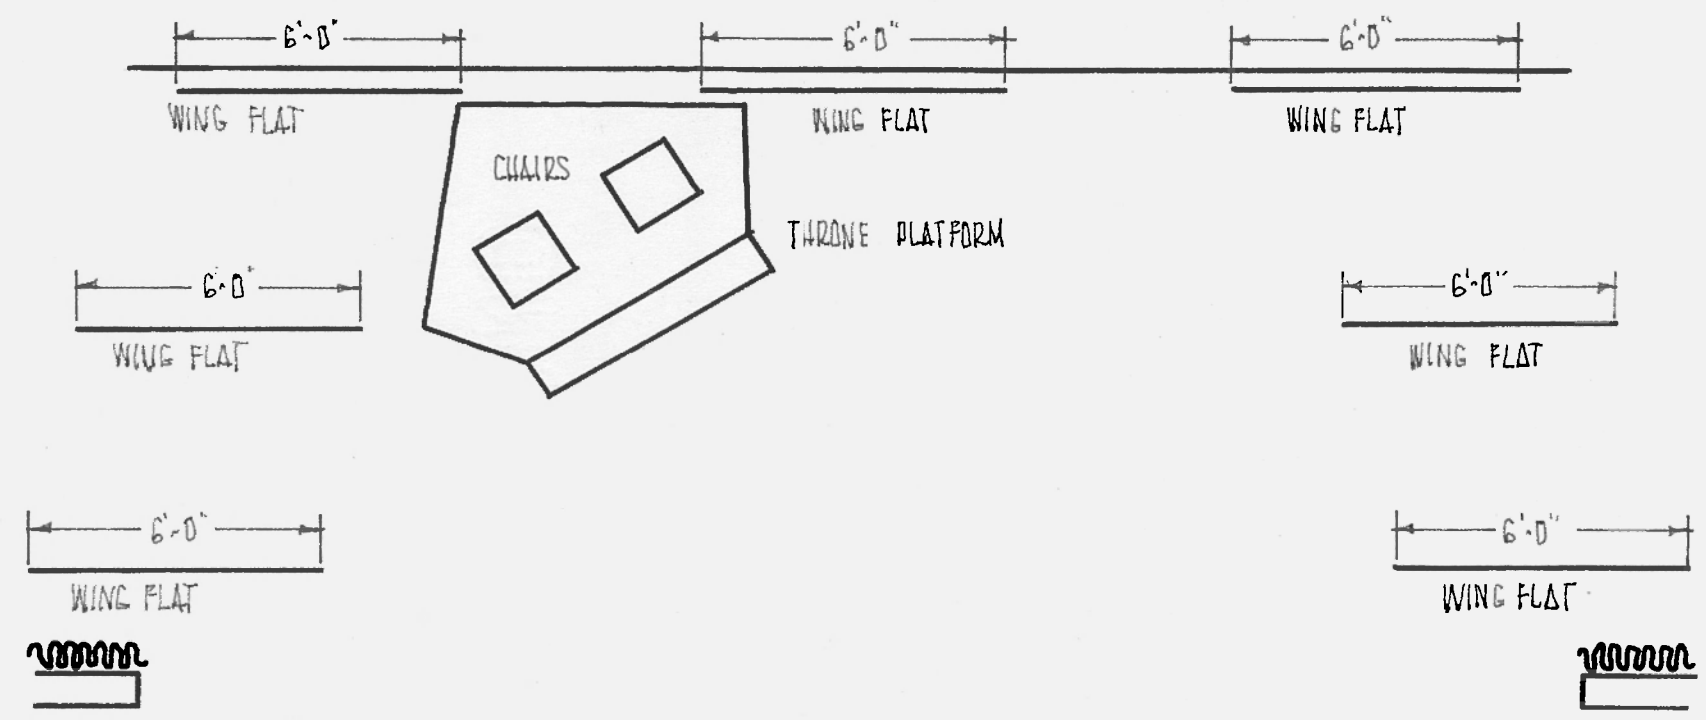 6'-0" 6'-0" 6'-0"
WING FLAT WING FLAT WING FLAT
CHAIRS
THRONE PLATFORM
6'-0" 6'-0"
WING FLAT WING FLAT
6'-0" 6'-0"
WING FLAT WING FLAT